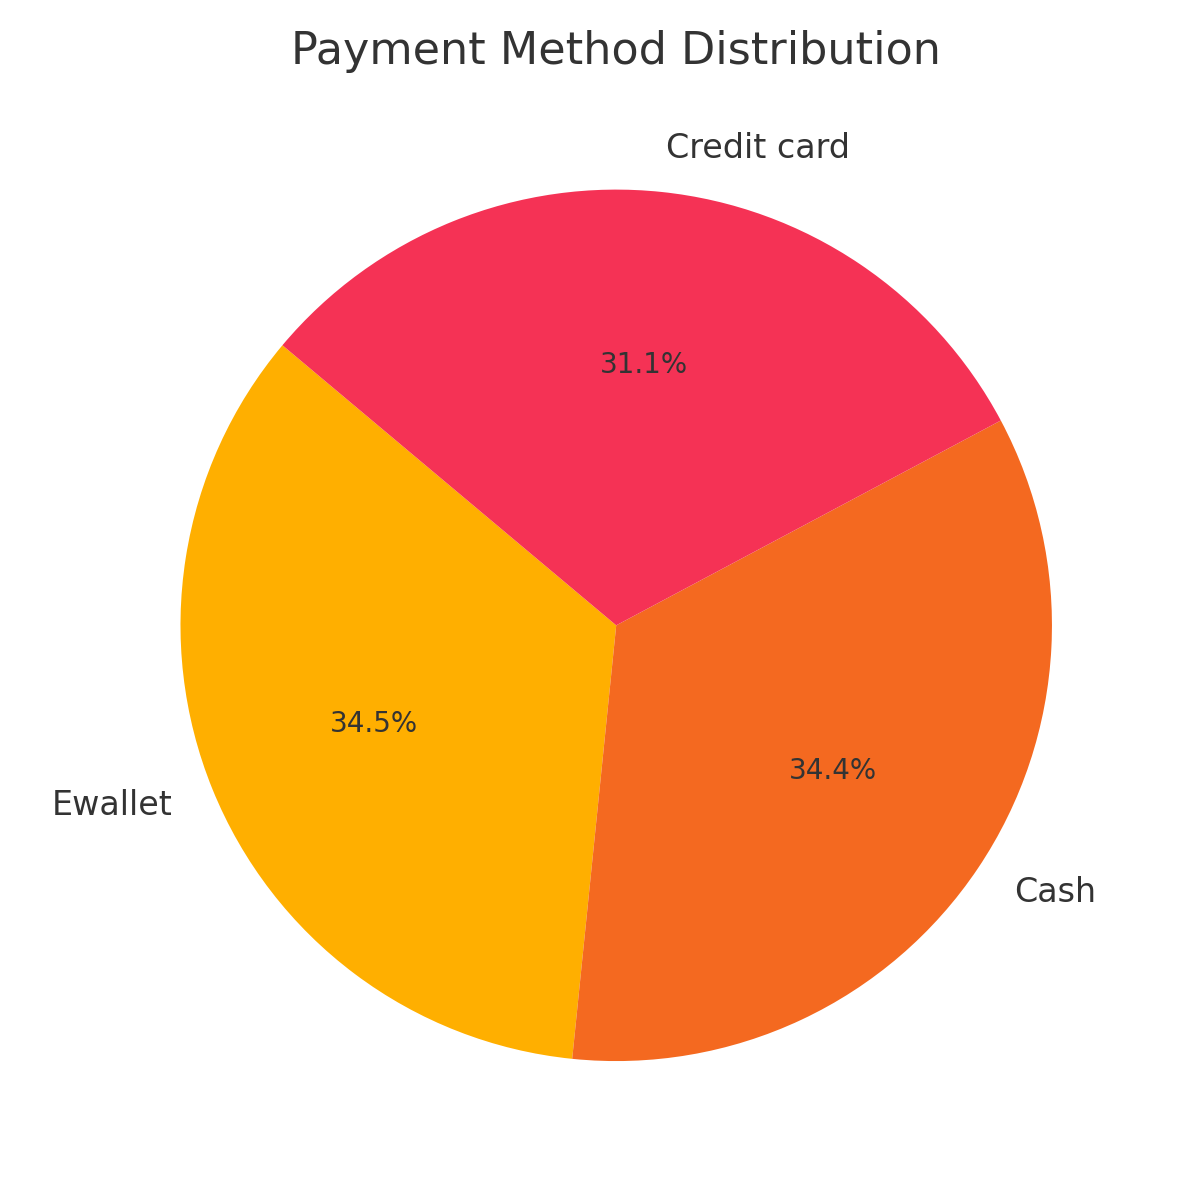 Payment Method Distribution
Credit card
31.1%
34.5%
34.4%
Ewallet
Cash